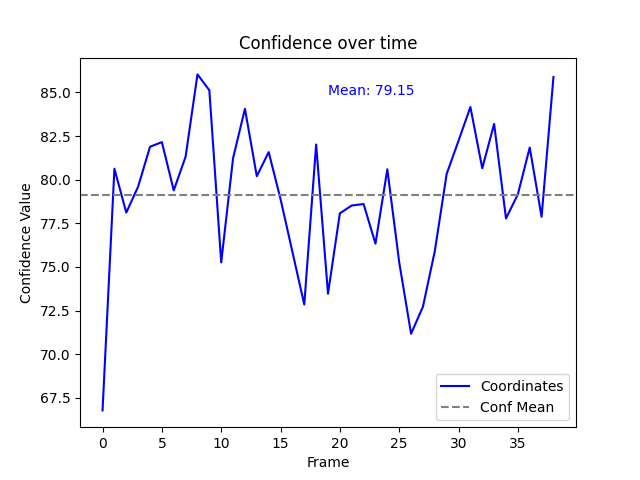 Confidence over time
Mean: 79.15
85.0
82.5
80.0
77.5
75.0
72.5
70.0
67.5
Confidence Value
Coordinates
Conf Mean
0 5 10 15 20 25 30 35
Frame